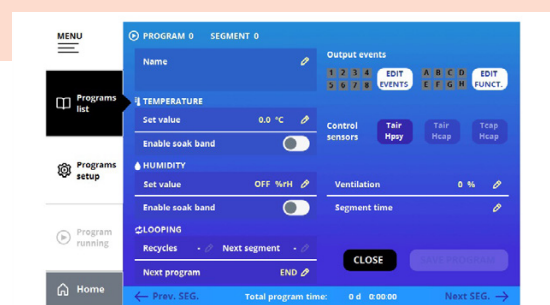 MENU
Programs list
Programs setup
Program running
Home
PROGRAM 0 SEGMENT 0
Name
TEMPERATURE
Set value 0.0 °C
Enable soak band
HUMIDITY
Set value OFF %rH
Enable soak band
LOOPING
Recycles - Next segment -
Next program END
Output events
1 2 3 4
5 6 7 8
EDIT EVENTS
A B C D
E F G H
EDIT FUNCT.
Control sensors
Tair Hpsy
Tair Hcap
Tcap Hcap
Ventilation 0 %
Segment time
CLOSE
SAVE PROGRAM
← Prev. SEG. Total program time: 0 d 0:00:00 Next SEG. →